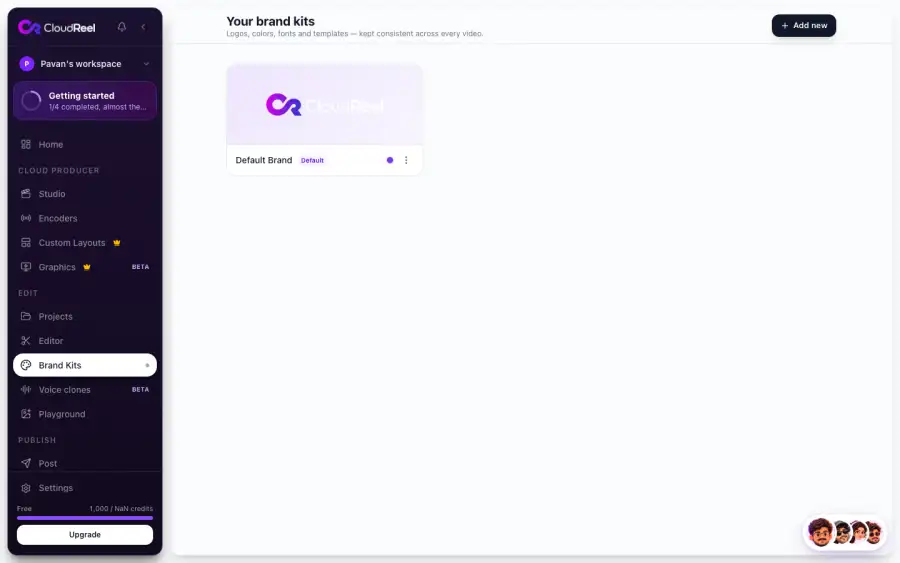 CloudReel
P Pavan's workspace
Getting started
1/4 completed, almost the...
Home
CLOUD PRODUCER
Studio
Encoders
Custom Layouts
Graphics BETA
EDIT
Projects
Editor
Brand Kits
Voice clones BETA
Playground
PUBLISH
Post
Settings
Free 1,000 / NaN credits
Upgrade
Your brand kits
Logos, colors, fonts and templates — kept consistent across every video.
+ Add new
CloudReel
Default Brand Default